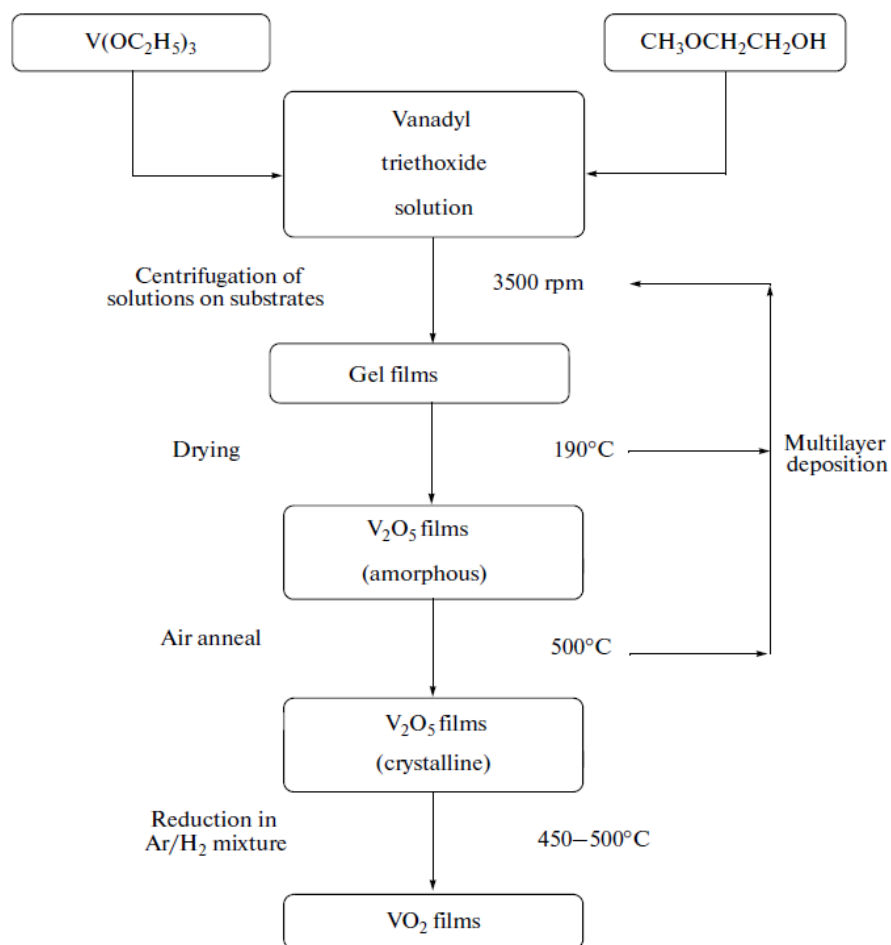 V(OC₂H₅)₃
CH₃OCH₂CH₂OH
Vanadyl
triethoxide
solution
Centrifugation of
solutions on substrates
3500 rpm
Gel films
Drying
190°C
Multilayer
deposition
V₂O₅ films
(amorphous)
Air anneal
500°C
V₂O₅ films
(crystalline)
Reduction in
Ar/H₂ mixture
450–500°C
VO₂ films